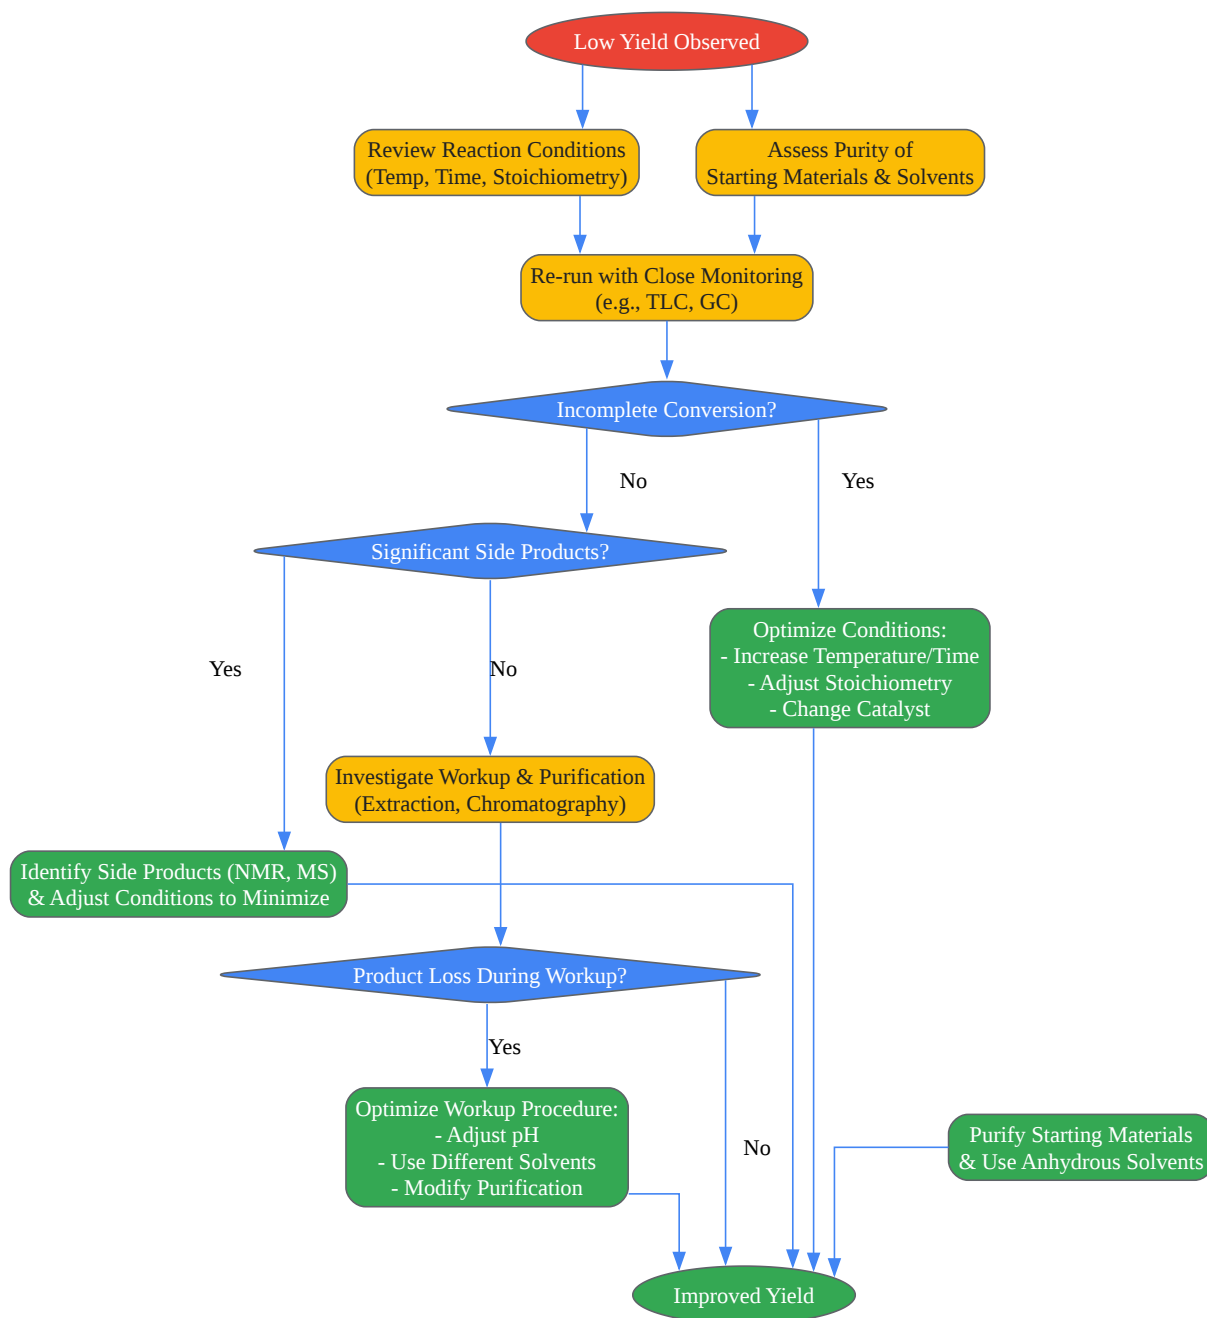 Low Yield Observed
Review Reaction Conditions
(Temp, Time, Stoichiometry)
Assess Purity of
Starting Materials & Solvents
Re-run with Close Monitoring
(e.g., TLC, GC)
Incomplete Conversion?
No
Yes
Significant Side Products?
Yes
No
Optimize Conditions:
- Increase Temperature/Time
- Adjust Stoichiometry
- Change Catalyst
Investigate Workup & Purification
(Extraction, Chromatography)
Identify Side Products (NMR, MS)
& Adjust Conditions to Minimize
Product Loss During Workup?
Yes
No
Optimize Workup Procedure:
- Adjust pH
- Use Different Solvents
- Modify Purification
Purify Starting Materials
& Use Anhydrous Solvents
Improved Yield